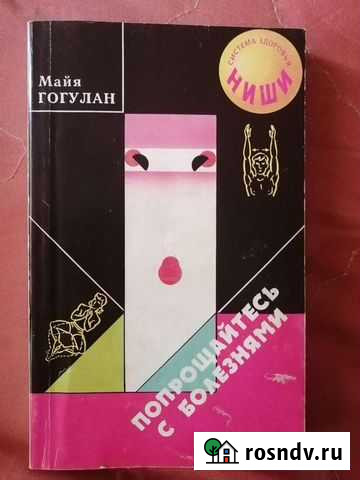 Майя
ГОГУЛАН
СИСТЕМА ЗДОРОВЬЯ
НИШИ
ПОПРОЩАЙТЕСЬ
С БОЛЕЗНЯМИ
rosndv.ru